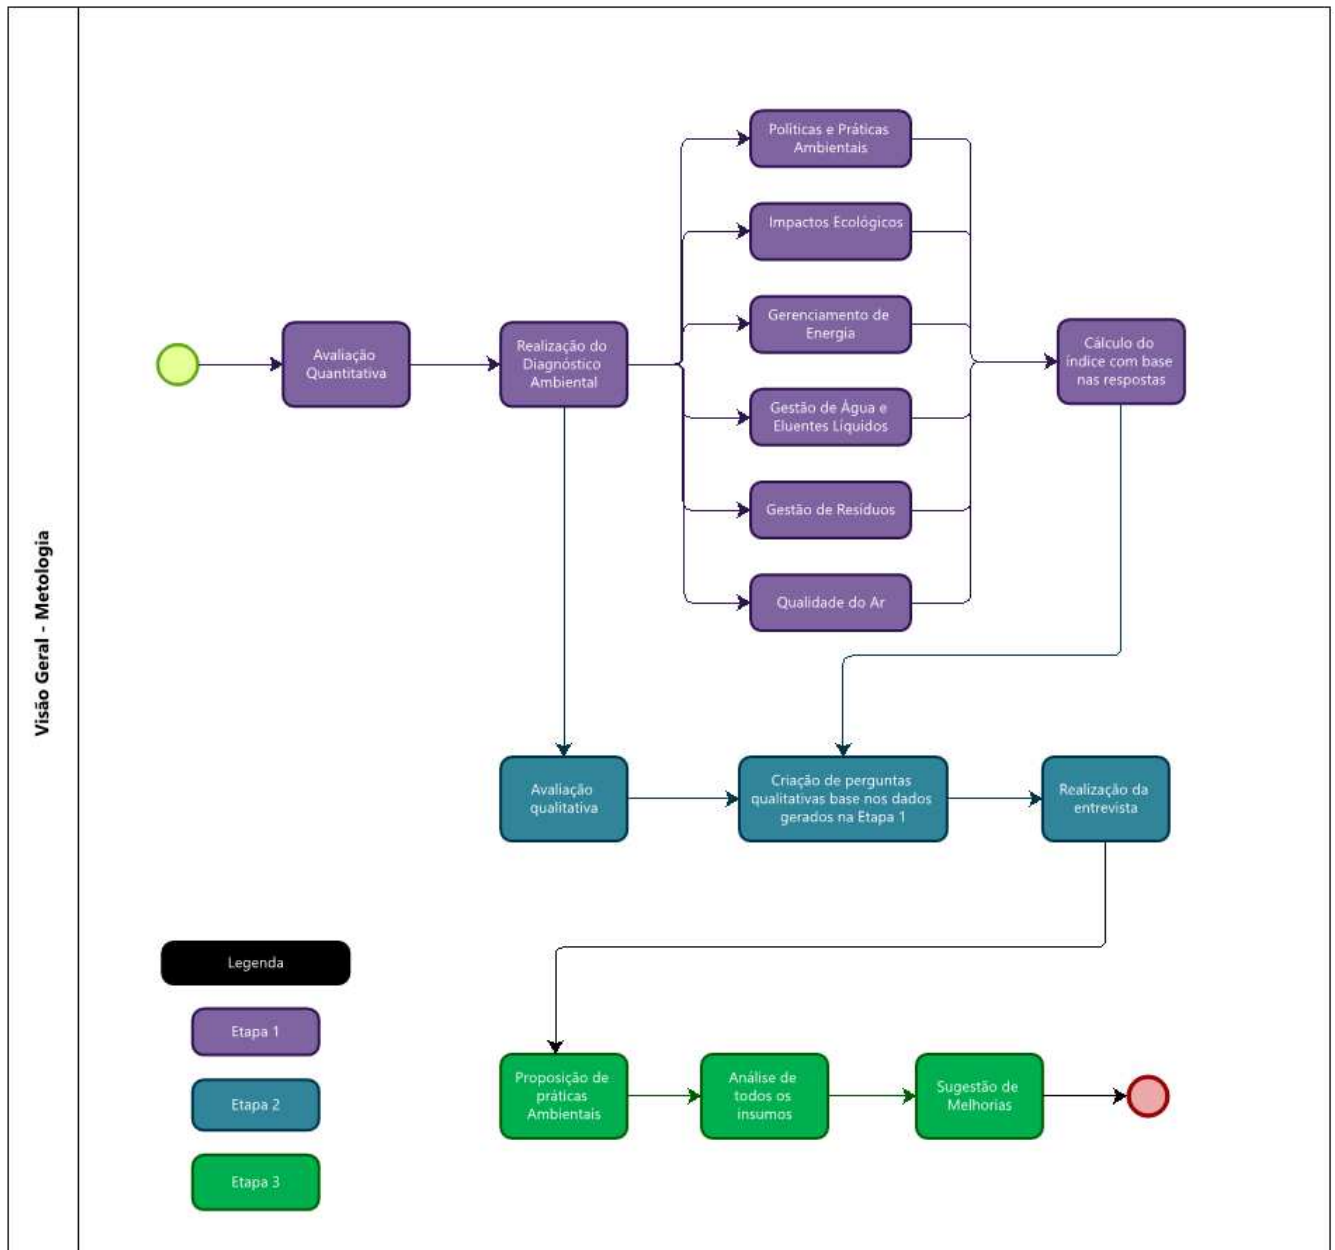 Visão Geral - Metologia
Políticas e Práticas
Ambientais
Impactos Ecológicos
Gerenciamento de
Energia
Avaliação
Quantitativa
Realização do
Diagnóstico
Ambiental
Cálculo do
índice com base
nas respostas
Gestão de Água e
Eluentes Líquidos
Gestão de Resíduos
Qualidade do Ar
Avaliação
qualitativa
Criação de perguntas
qualitativas base nos dados
gerados na Etapa 1
Realização da
entrevista
Legenda
Etapa 1
Etapa 2
Etapa 3
Proposição de
práticas
Ambientais
Análise de
todos os
insumos
Sugestão de
Melhorias